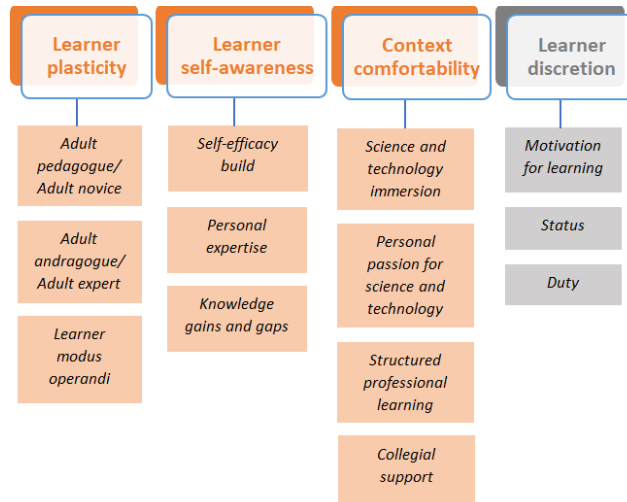 Learner
plasticity
Adult
pedagogue/
Adult novice
Adult
andragogue/
Adult expert
Learner
modus
operandi
Learner
self-awareness
Self-efficacy
build
Personal
expertise
Knowledge
gains and gaps
Context
comfortability
Science and
technology
immersion
Personal
passion for
science and
technology
Structured
professional
learning
Collegial
support
Learner
discretion
Motivation
for learning
Status
Duty